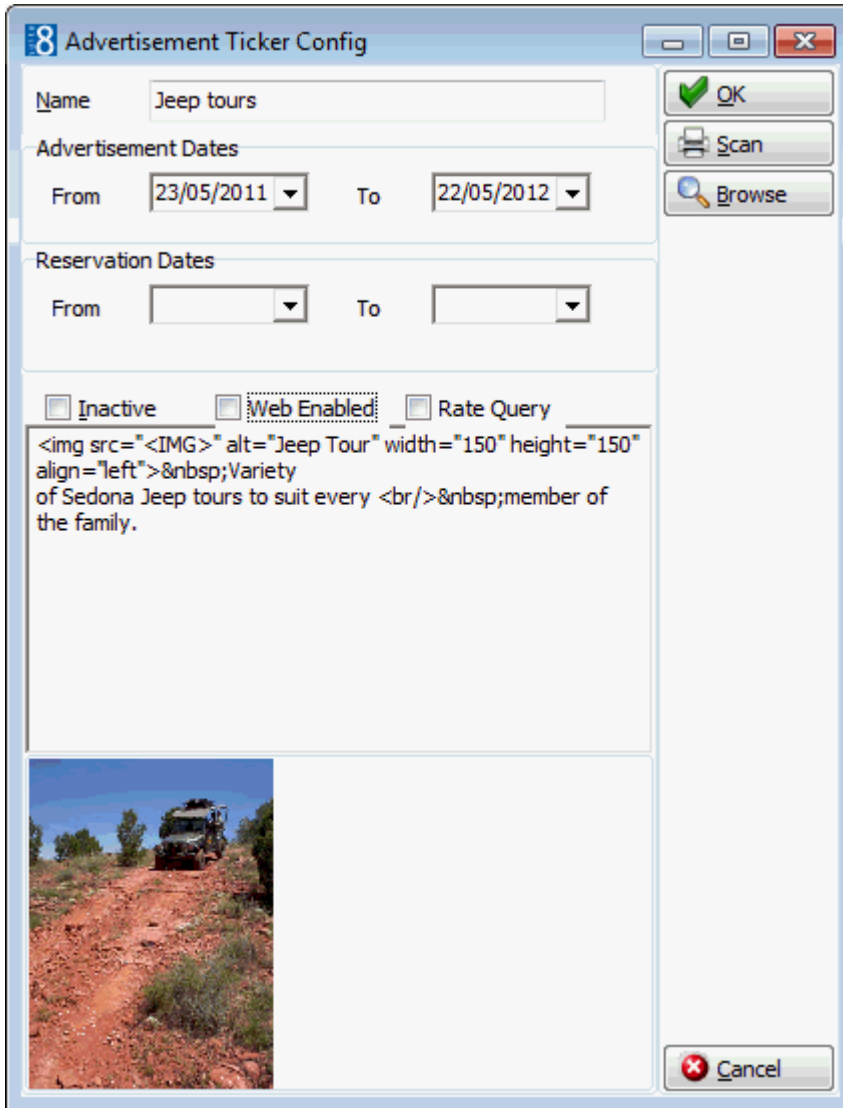 8 Advertisement Ticker Config
Name Jeep tours
OK
Scan
Browse
Advertisement Dates
From 23/05/2011 To 22/05/2012
Reservation Dates
From To
Inactive Web Enabled Rate Query
<img src="<IMG>" alt="Jeep Tour" width="150" height="150"
align="left">&nbsp;Variety
of Sedona Jeep tours to suit every <br/>&nbsp;member of
the family.
Cancel